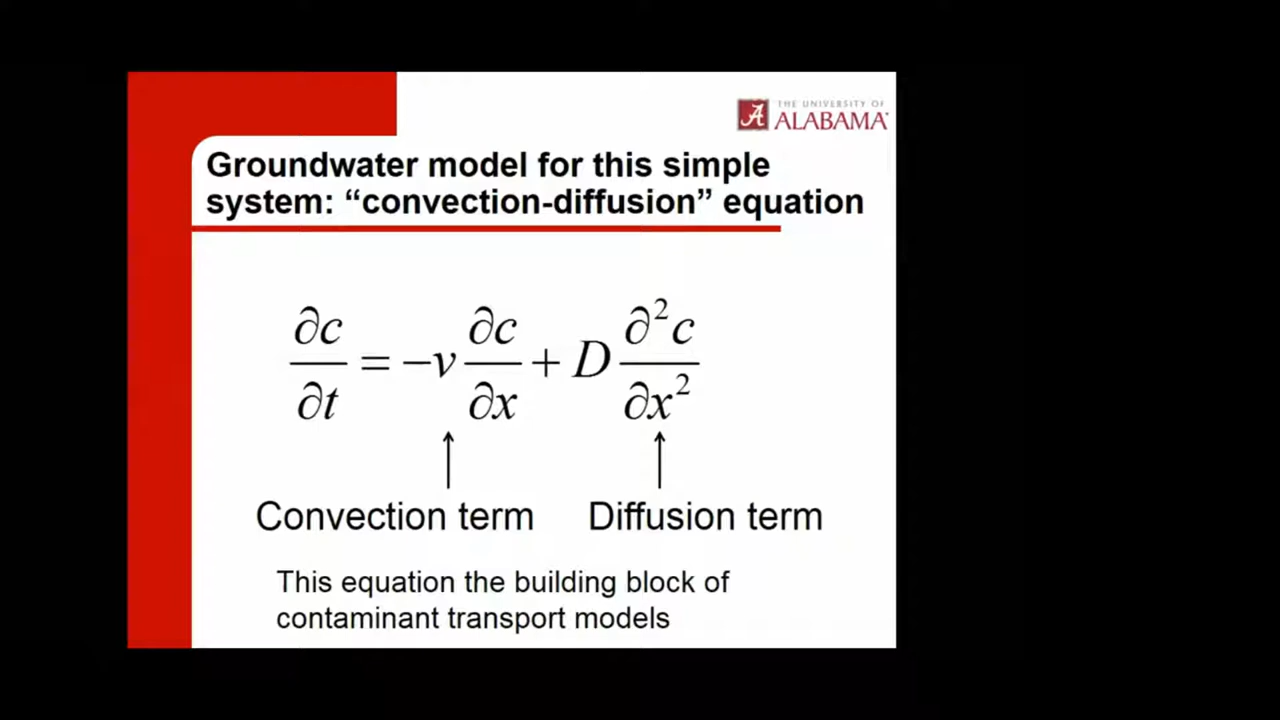 THE UNIVERSITY OF
ALABAMA
Groundwater model for this simple
system: “convection-diffusion” equation
∂c/∂t = −v ∂c/∂x + D ∂²c/∂x²
Convection term Diffusion term
This equation the building block of
contaminant transport models